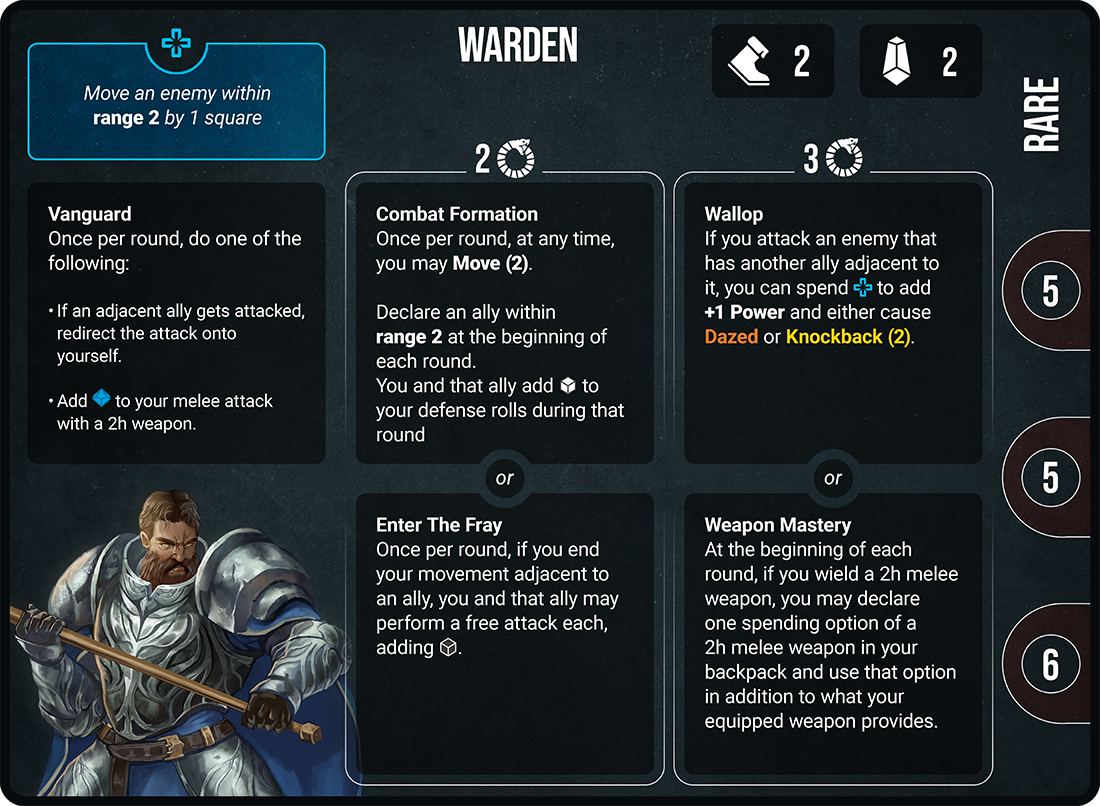 WARDEN
2
2
RARE
Move an enemy within
range 2 by 1 square
Vanguard
Once per round, do one of the
following:
• If an adjacent ally gets attacked,
redirect the attack onto
yourself.
• Add to your melee attack
with a 2h weapon.
2
Combat Formation
Once per round, at any time,
you may Move (2).
Declare an ally within
range 2 at the beginning of
each round.
You and that ally add to
your defense rolls during that
round
or
Enter The Fray
Once per round, if you end
your movement adjacent to
an ally, you and that ally may
perform a free attack each,
adding .
3
Wallop
If you attack an enemy that
has another ally adjacent to
it, you can spend to add
+1 Power and either cause
Dazed or Knockback (2).
or
Weapon Mastery
At the beginning of each
round, if you wield a 2h melee
weapon, you may declare
one spending option of a
2h melee weapon in your
backpack and use that option
in addition to what your
equipped weapon provides.
5
5
6